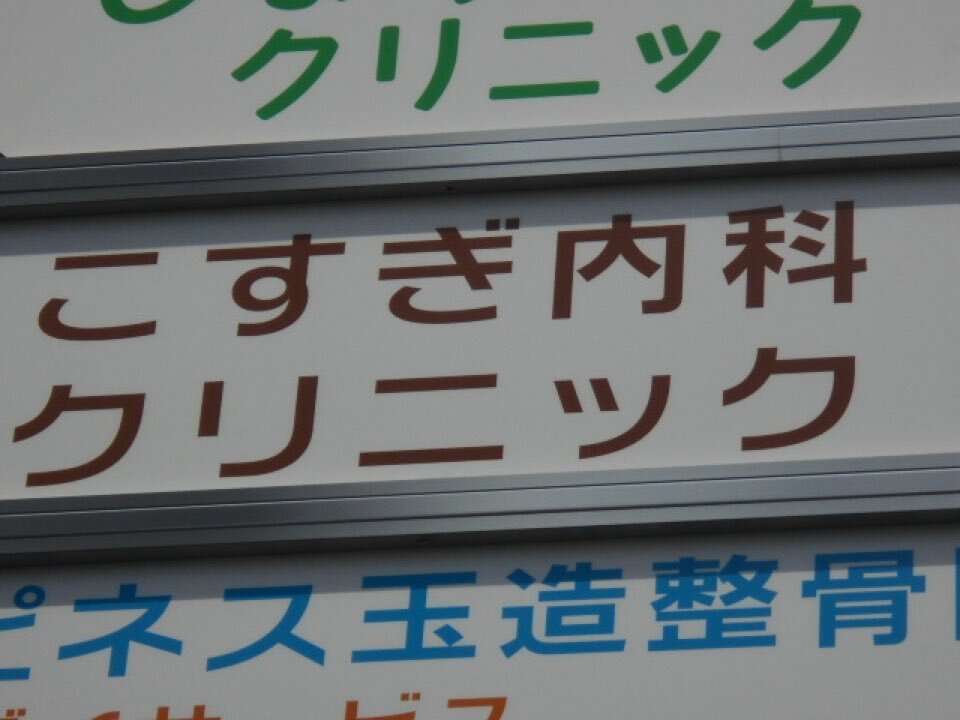 クリニック
こすぎ内科
クリニック
ピネス玉造整骨